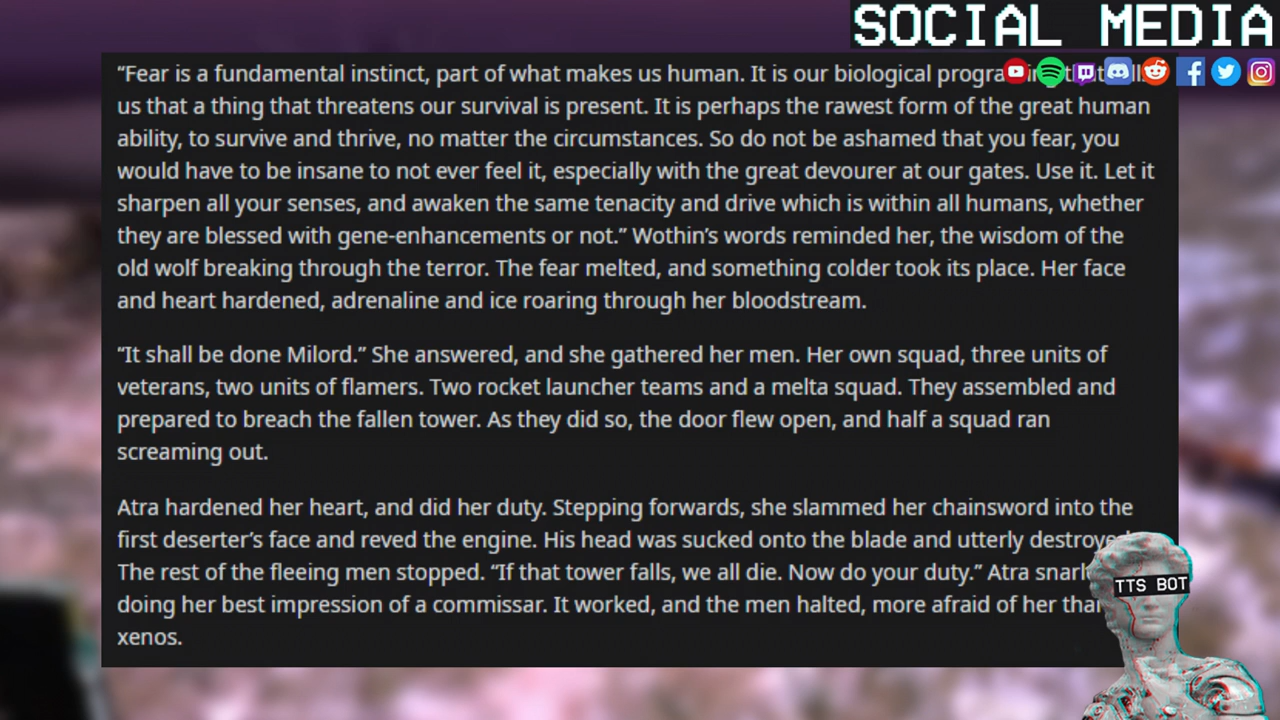 SOCIAL MEDIA
“Fear is a fundamental instinct, part of what makes us human. It is our biological
us that a thing that threatens our survival is present. It is perhaps the rawest form of the great human
ability, to survive and thrive, no matter the circumstances. So do not be ashamed that you fear, you
would have to be insane to not ever feel it, especially with the great devourer at our gates. Use it. Let it
sharpen all your senses, and awaken the same tenacity and drive which is within all humans, whether
they are blessed with gene-enhancements or not.” Wothin’s words reminded her, the wisdom of the
old wolf breaking through the terror. The fear melted, and something colder took its place. Her face
and heart hardened, adrenaline and ice roaring through her bloodstream.
“It shall be done Milord.” She answered, and she gathered her men. Her own squad, three units of
veterans, two units of flamers. Two rocket launcher teams and a melta squad. They assembled and
prepared to breach the fallen tower. As they did so, the door flew open, and half a squad ran
screaming out.
Atra hardened her heart, and did her duty. Stepping forwards, she slammed her chainsword into the
first deserter’s face and reved the engine. His head was sucked onto the blade and utterly
The rest of the fleeing men stopped. “If that tower falls, we all die. Now do your duty.” Atra
doing her best impression of a commissar. It worked, and the men halted, more afraid of her
xenos.
TTS BOT